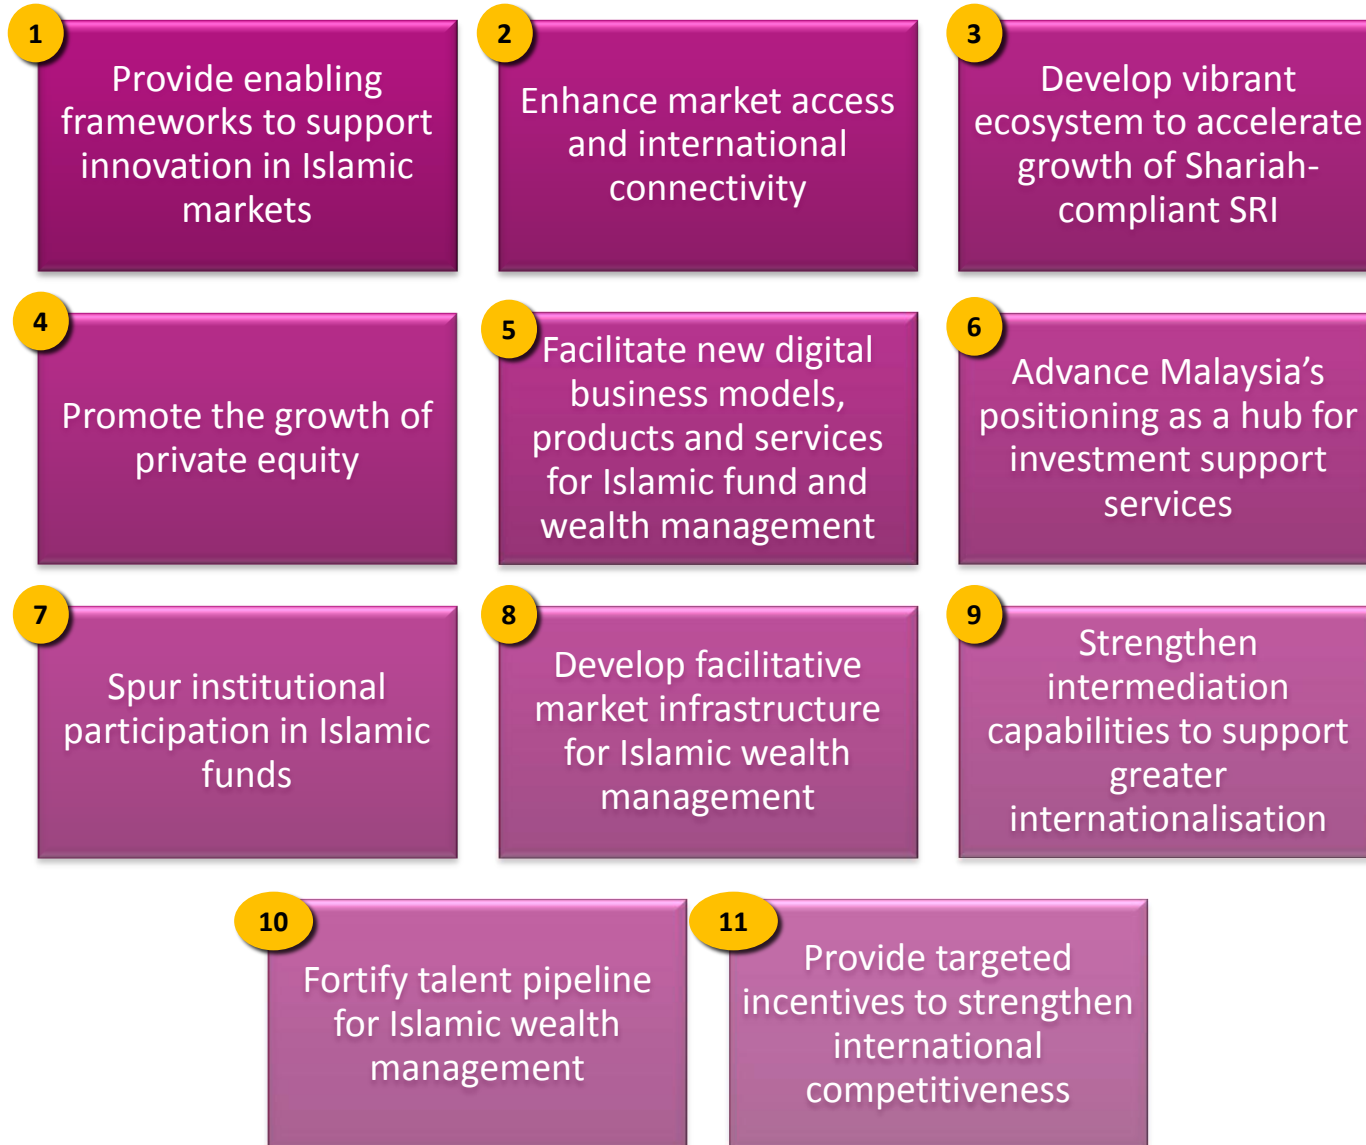 1
Provide enabling
frameworks to support
innovation in Islamic
markets
2
Enhance market access
and international
connectivity
3
Develop vibrant
ecosystem to accelerate
growth of Shariah-
compliant SRI
4
Promote the growth of
private equity
5
Facilitate new digital
business models,
products and services
for Islamic fund and
wealth management
6
Advance Malaysia’s
positioning as a hub for
investment support
services
7
Spur institutional
participation in Islamic
funds
8
Develop facilitative
market infrastructure
for Islamic wealth
management
9
Strengthen
intermediation
capabilities to support
greater
internationalisation
10
Fortify talent pipeline
for Islamic wealth
management
11
Provide targeted
incentives to strengthen
international
competitiveness